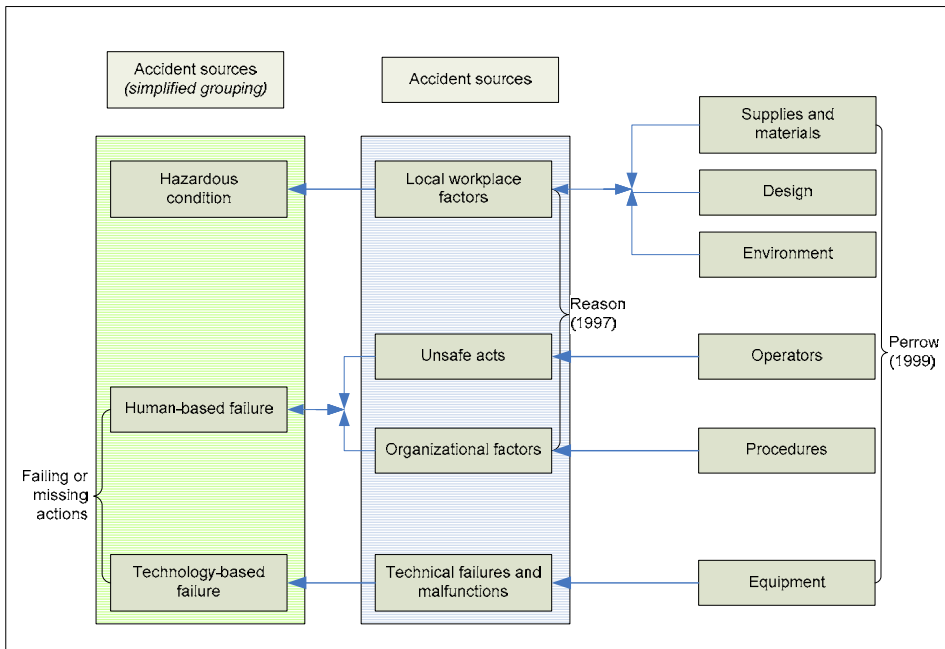 Accident sources
(simplified grouping)
Accident sources
Supplies and
materials
Hazardous
condition
Local workplace
factors
Design
Environment
Reason
(1997)
Unsafe acts
Operators
Perrow
(1999)
Human-based failure
Organizational factors
Procedures
Failing or
missing
actions
Technology-based
failure
Technical failures and
malfunctions
Equipment